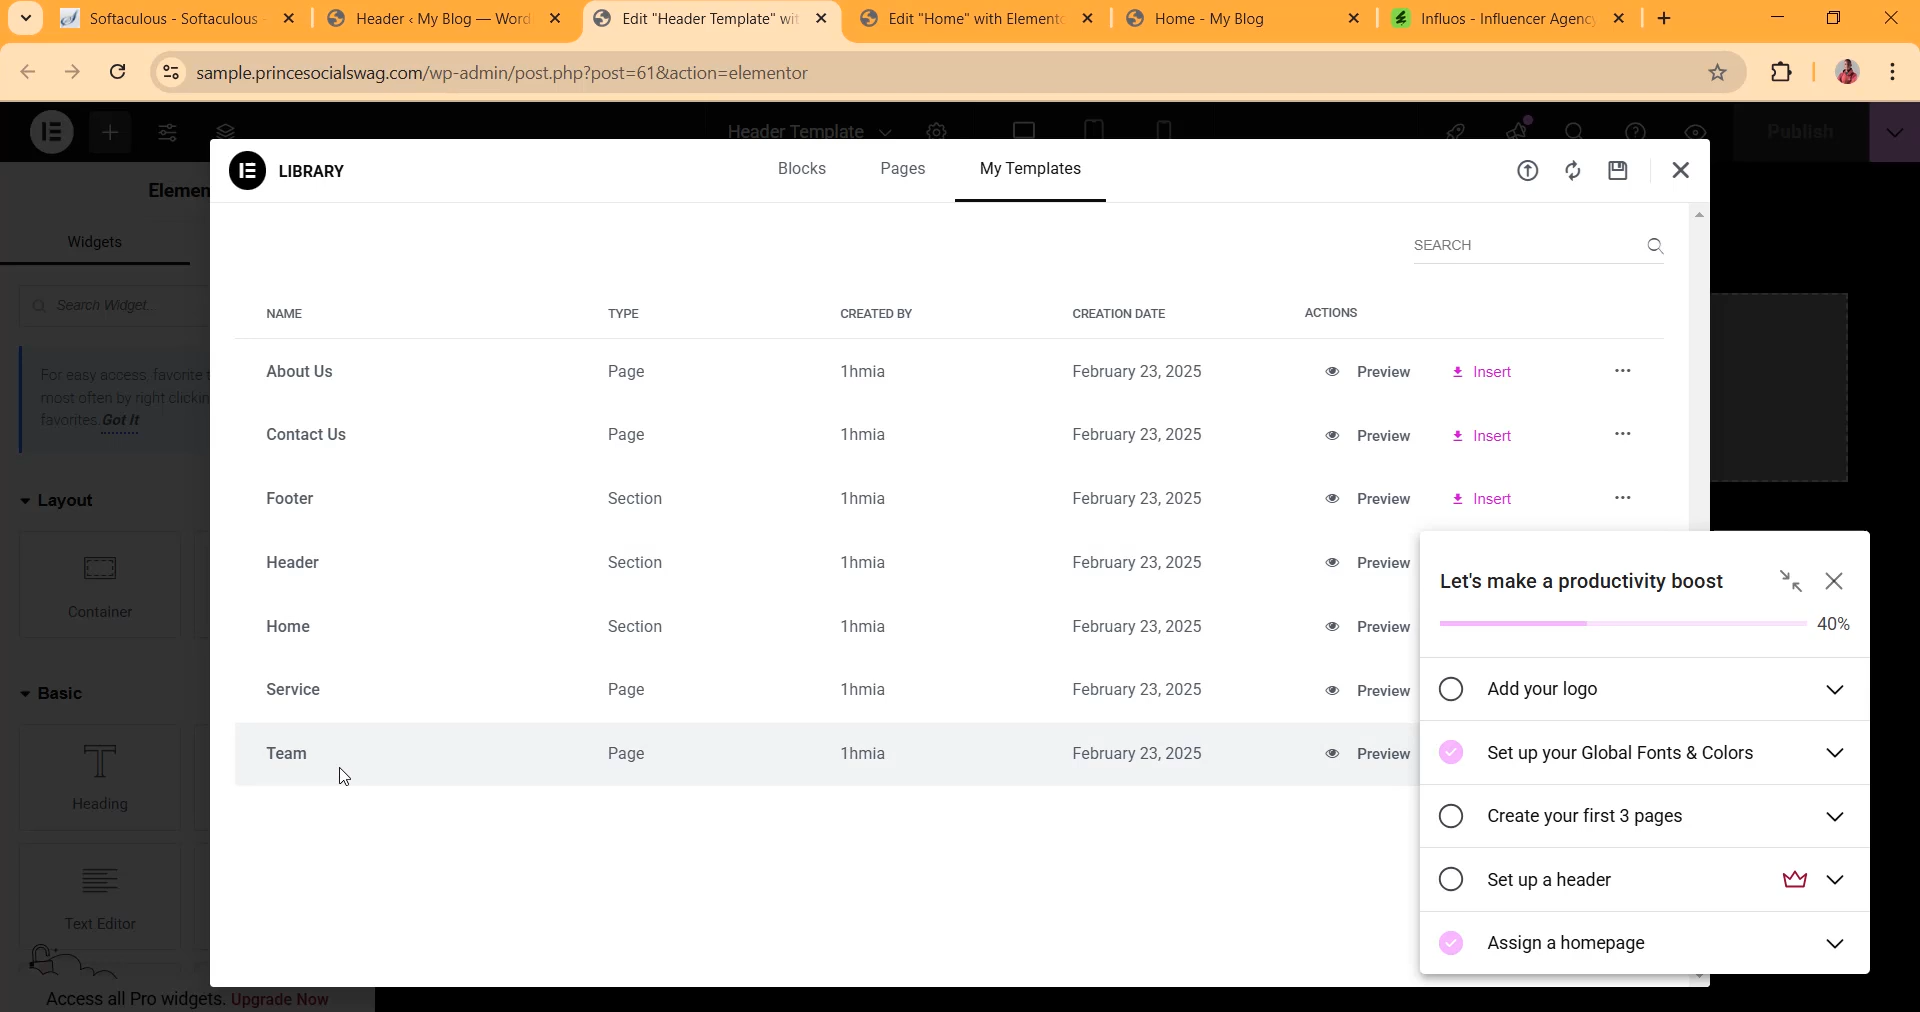 Softaculous - Softaculous -
Header ‹ My Blog — Word
Edit "Header Template" wit
Edit "Home" with Elemento
Home - My Blog
Influos - Influencer Agency
sample.princesocialswag.com/wp-admin/post.php?post=618&action=elementor
Header Template
Publish
Elemen
LIBRARY
Blocks
Pages
My Templates
Widgets
Search Widget...
SEARCH
NAME TYPE CREATED BY CREATION DATE ACTIONS
About Us Page 1hmia February 23, 2025 Preview Insert ...
Contact Us Page 1hmia February 23, 2025 Preview Insert ...
Footer Section 1hmia February 23, 2025 Preview Insert ...
Header Section 1hmia February 23, 2025 Preview
Home Section 1hmia February 23, 2025 Preview
Service Page 1hmia February 23, 2025 Preview
Team Page 1hmia February 23, 2025 Preview
For easy access, favorite
most often by right clickin
favorites. Got It
Layout
Container
Basic
Heading
Text Editor
Access all Pro widgets. Upgrade Now
Let's make a productivity boost
40%
Add your logo
Set up your Global Fonts & Colors
Create your first 3 pages
Set up a header
Assign a homepage